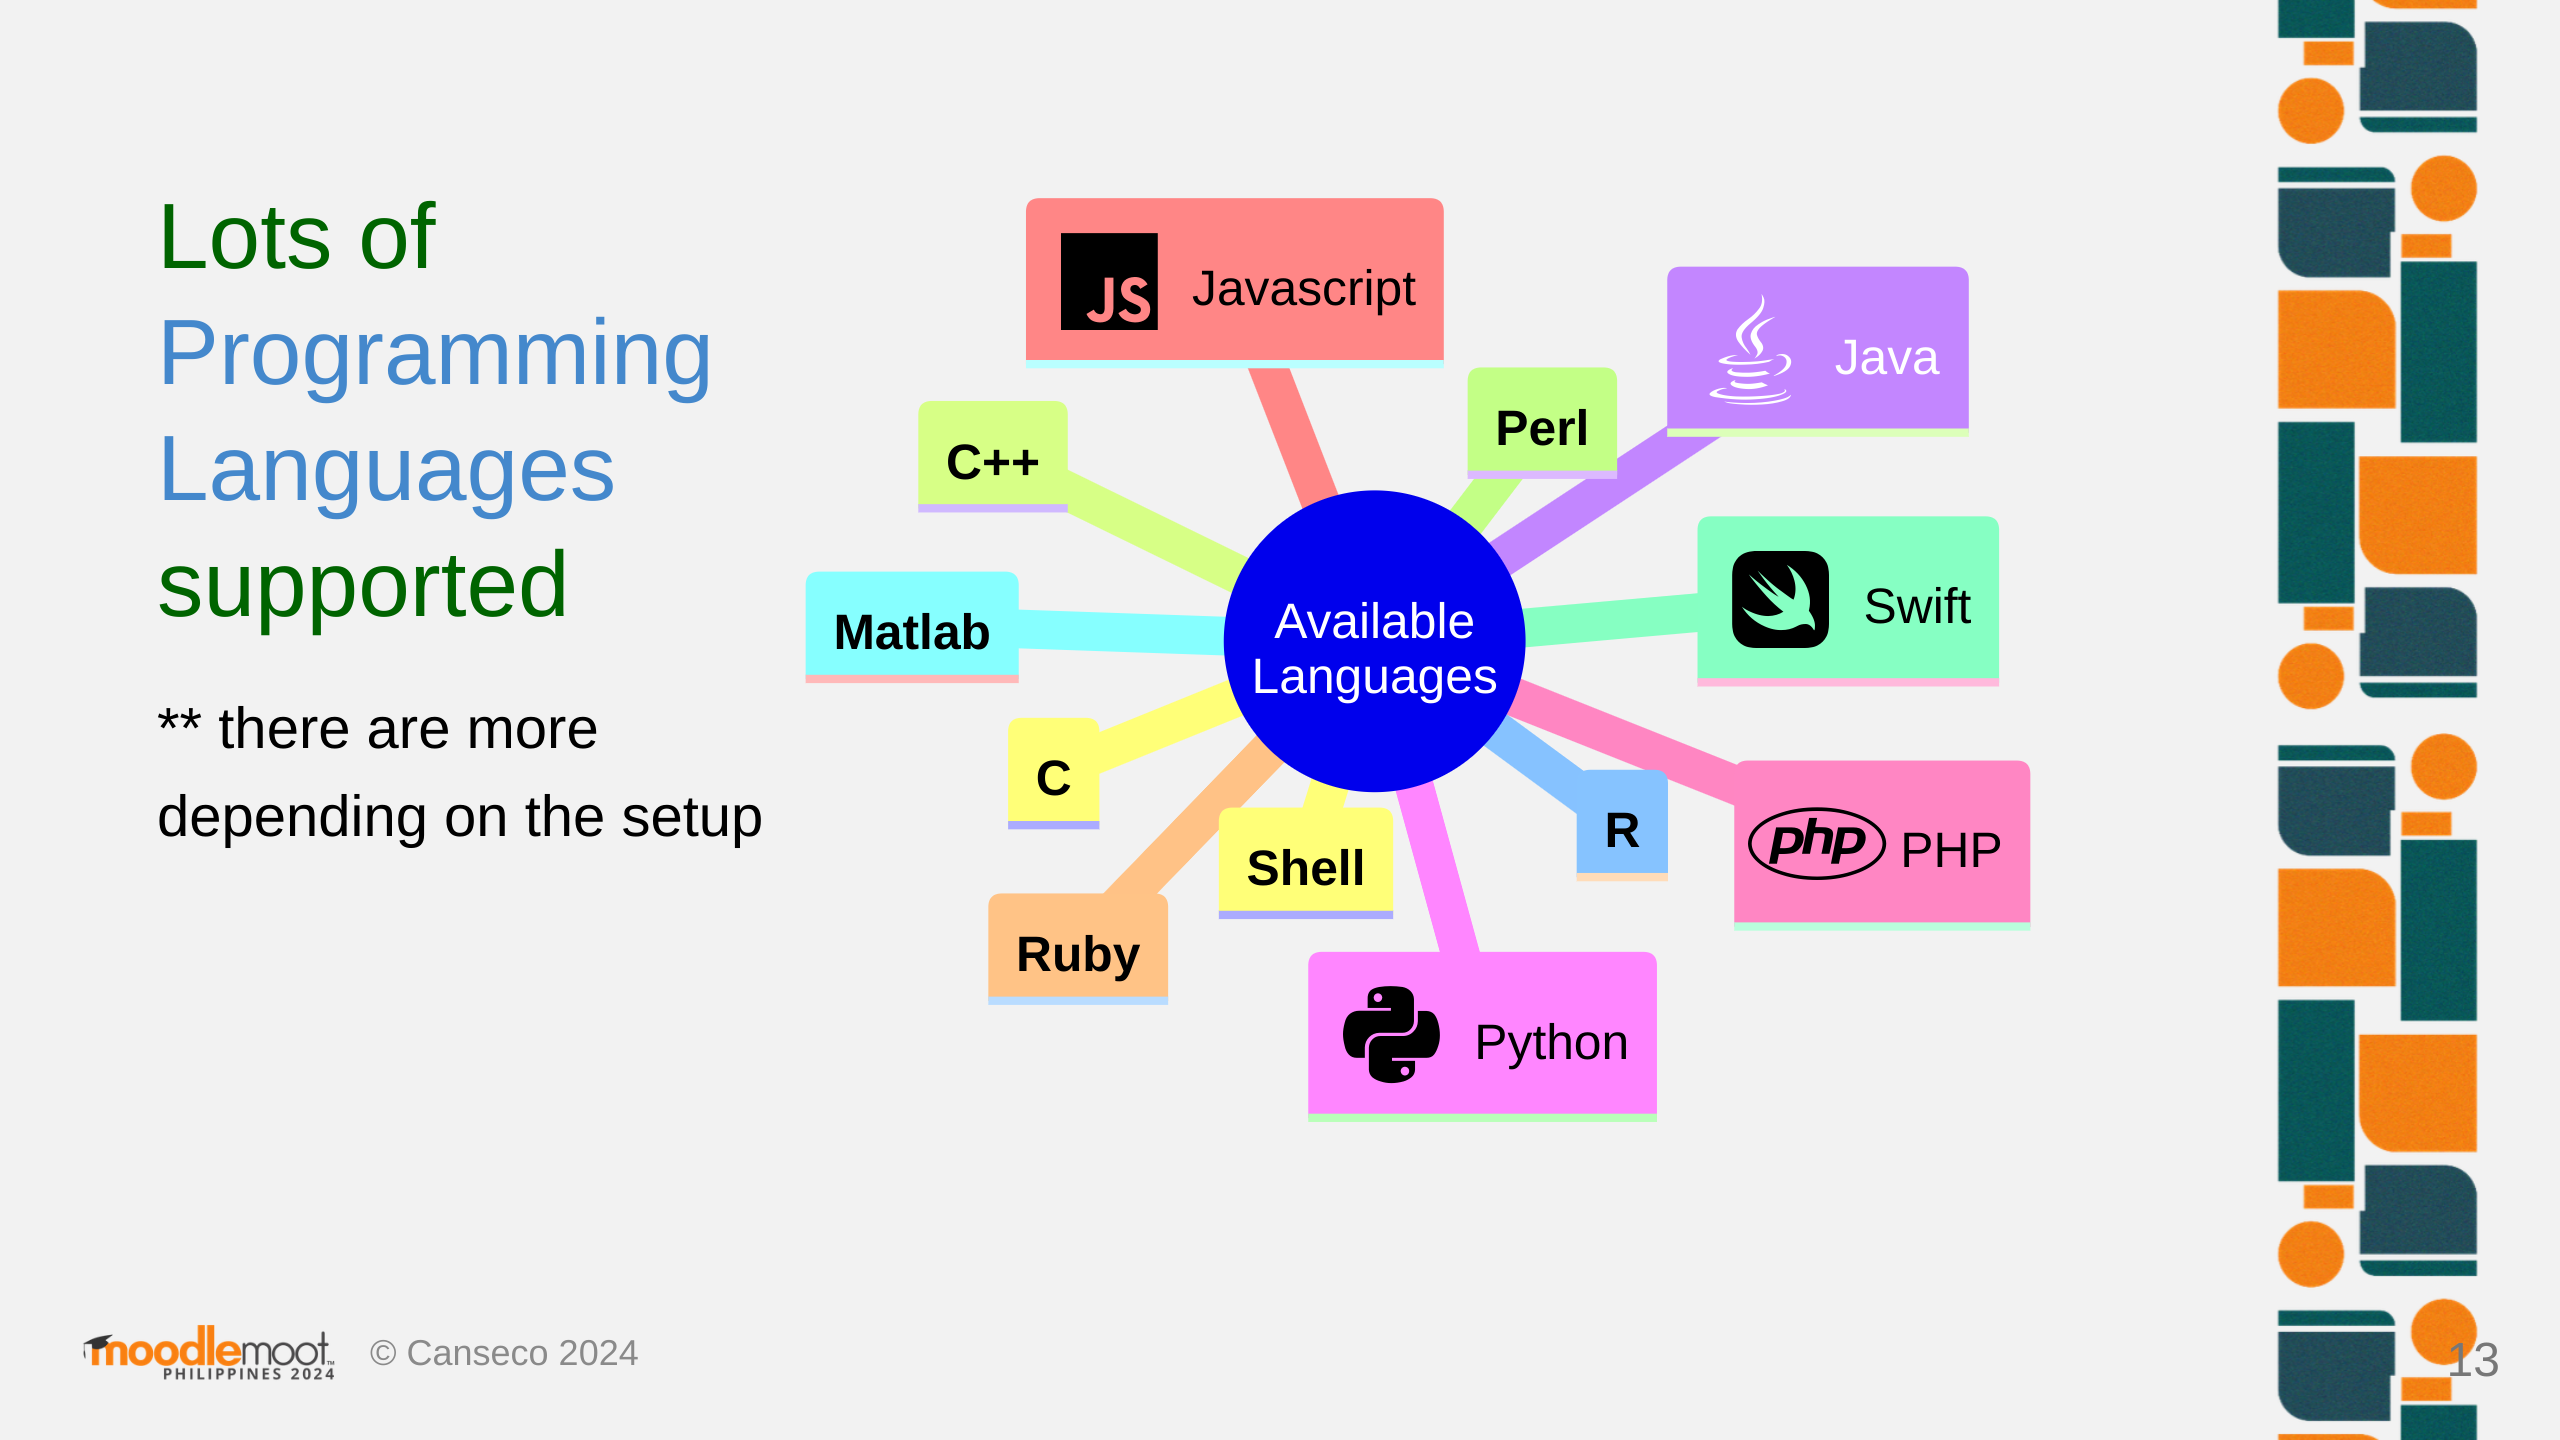 Lots of
Programming
Languages
supported
** there are more
depending on the setup
JS Javascript
Java
Perl
C++
Swift
Matlab
Available
Languages
C
R
php PHP
Shell
Ruby
Python
moodlemoot™
PHILIPPINES 2024
© Canseco 2024
13